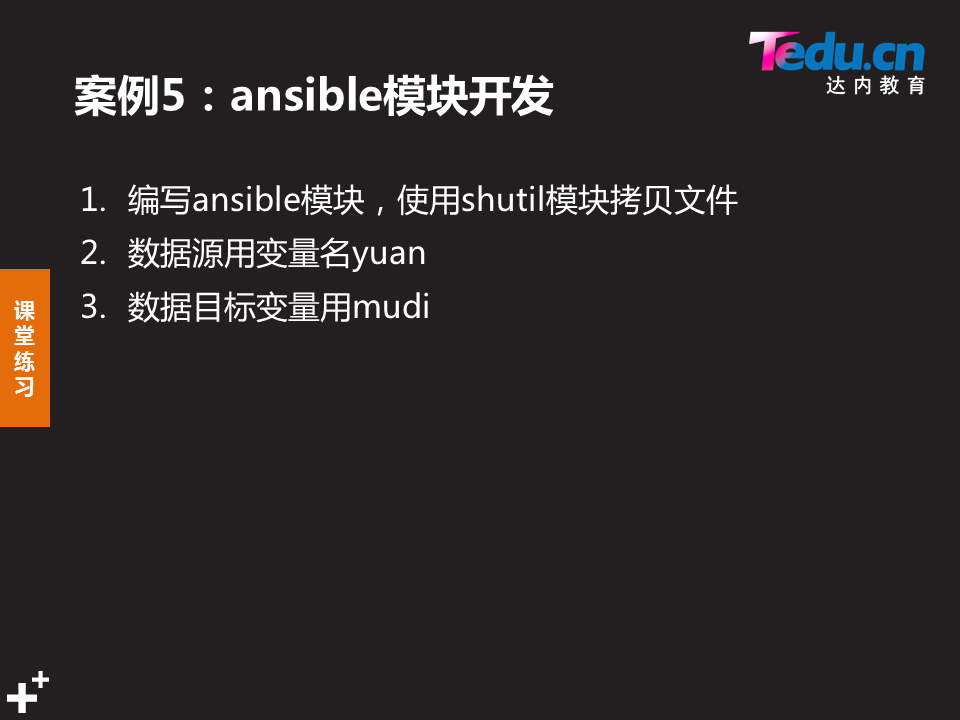 Tedu.cn
达内教育
案例5：ansible模块开发
1. 编写ansible模块，使用shutil模块拷贝文件
2. 数据源用变量名yuan
3. 数据目标变量用mudi
课
堂
练
习